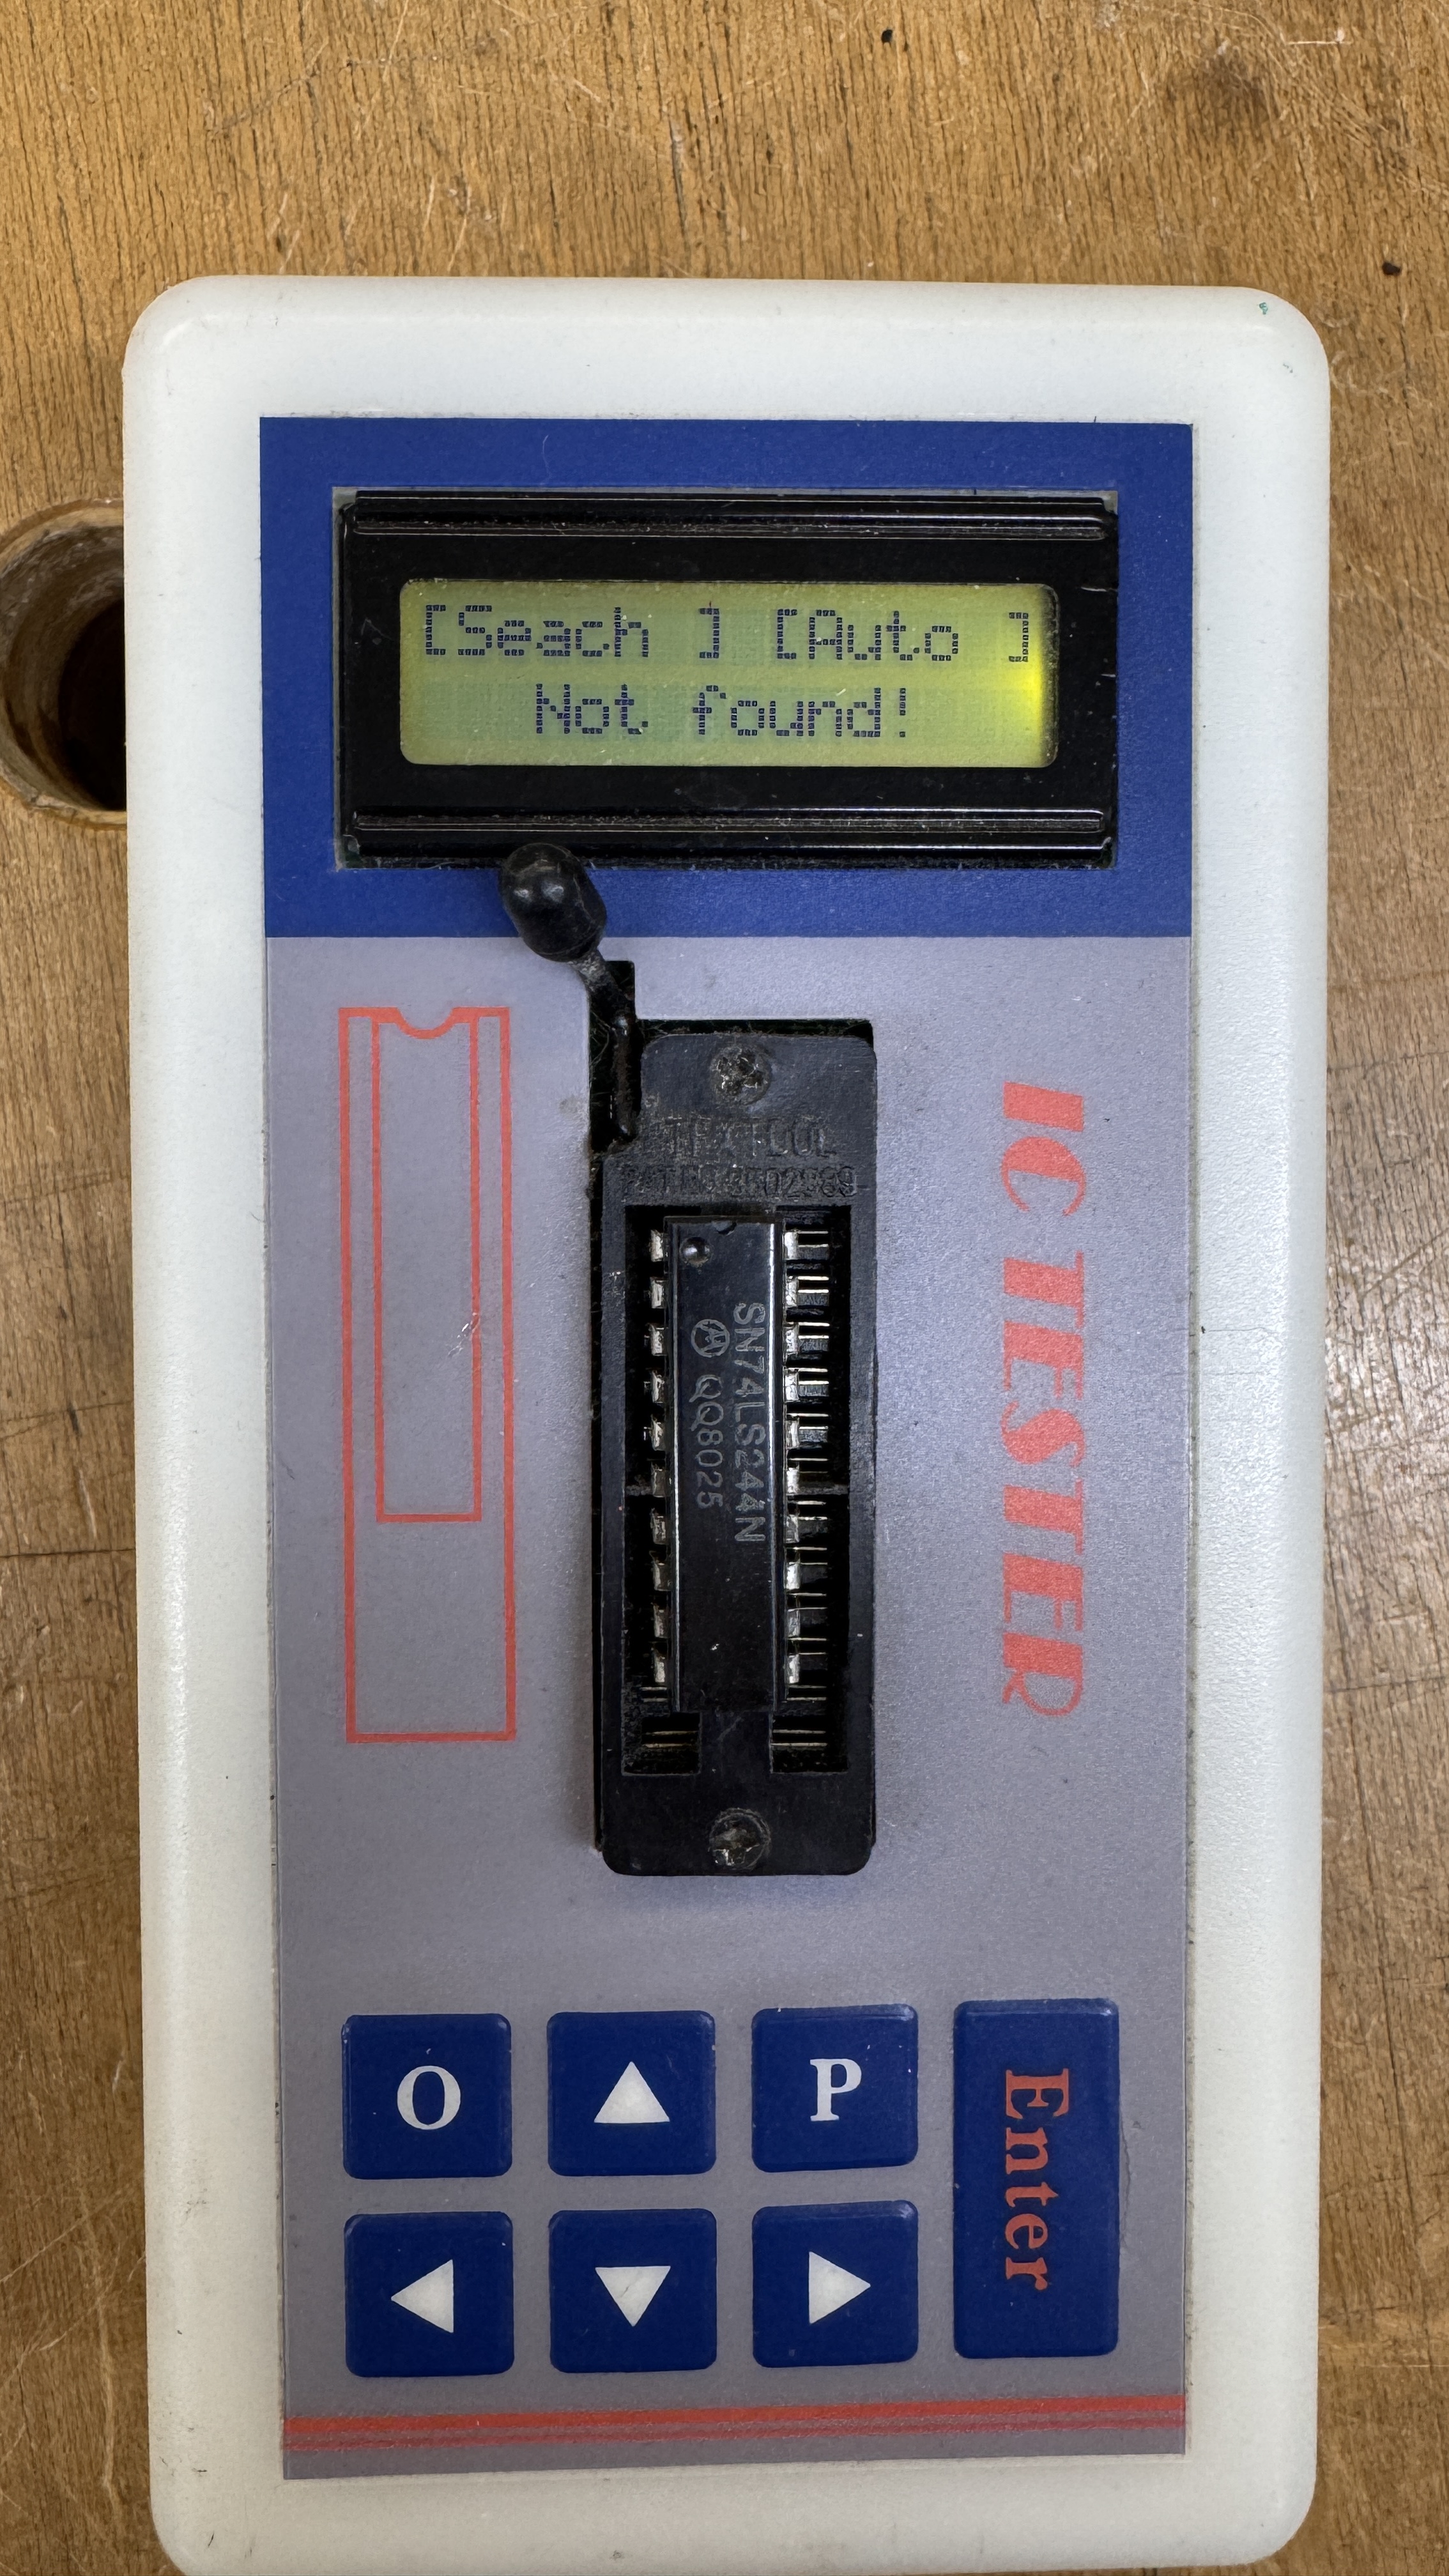 [Seach ] [Auto ]
Not found!
IC TESTER
SN74LS244N
QQ8025
O
P
Enter